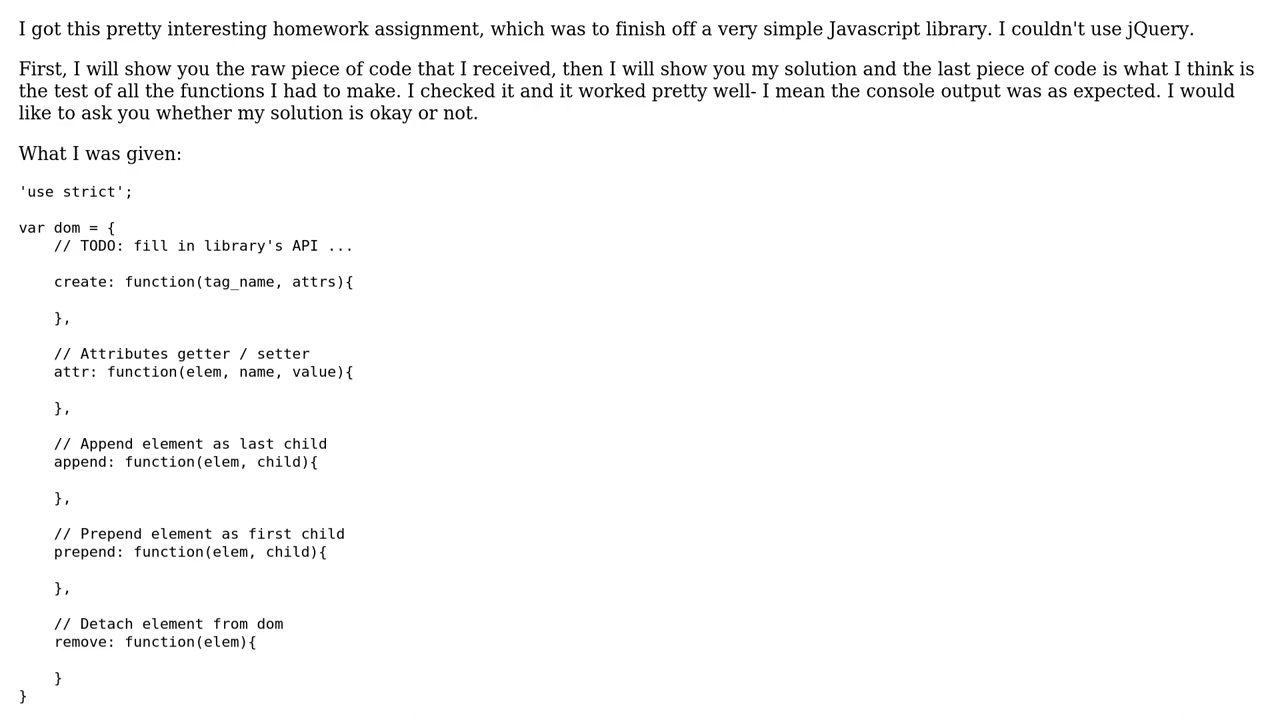 I got this pretty interesting homework assignment, which was to finish off a very simple Javascript library. I couldn't use jQuery.
First, I will show you the raw piece of code that I received, then I will show you my solution and the last piece of code is what I think is
the test of all the functions I had to make. I checked it and it worked pretty well- I mean the console output was as expected. I would
like to ask you whether my solution is okay or not.
What I was given:
'use strict';
var dom = {
    // TODO: fill in library's API ...
    create: function(tag_name, attrs){
    },
    // Attributes getter / setter
    attr: function(elem, name, value){
    },
    // Append element as last child
    append: function(elem, child){
    },
    // Prepend element as first child
    prepend: function(elem, child){
    },
    // Detach element from dom
    remove: function(elem){
    }
}